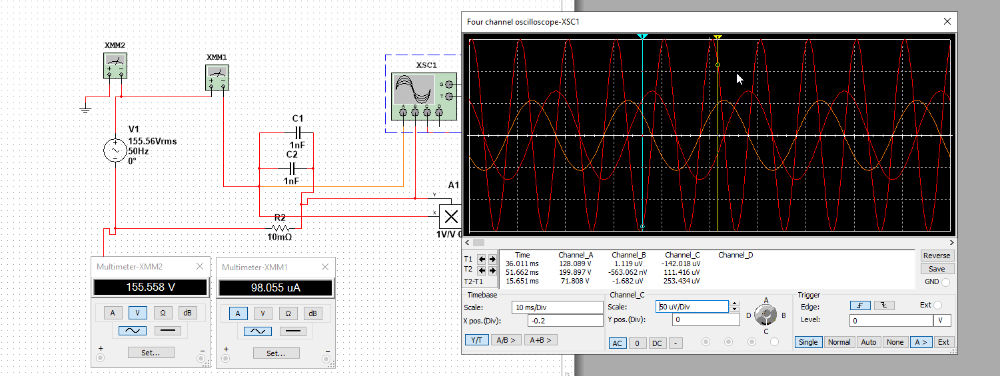 Four channel oscilloscope-XSC1
XMM2
XMM1
XSC1
G
T
A B C D
V1
155.56Vrms
50Hz
0°
C1
1nF
C2
1nF
A1
Y
X
R2
10mΩ
1V/V 0
Multimeter-XMM2
155.558 V
A V Ω dB
+ Set... −
Multimeter-XMM1
98.055 uA
A V Ω dB
+ Set... −
Time Channel_A Channel_B Channel_C Channel_D
T1 36.011 ms 128.089 V 1.119 uV -142.018 uV
T2 51.662 ms 199.897 V -563.062 nV 111.416 uV
T2-T1 15.651 ms 71.808 V -1.682 uV 253.434 uV
Reverse
Save
GND
Timebase
Scale: 10 ms/Div
X pos.(Div): -0.2
Y/T A/B > A+B >
Channel_C
Scale: 50 uV/Div
Y pos.(Div): 0
AC 0 DC -
A
D B
C
Trigger
Edge: Ext
Level: 0 V
Single Normal Auto None A > Ext